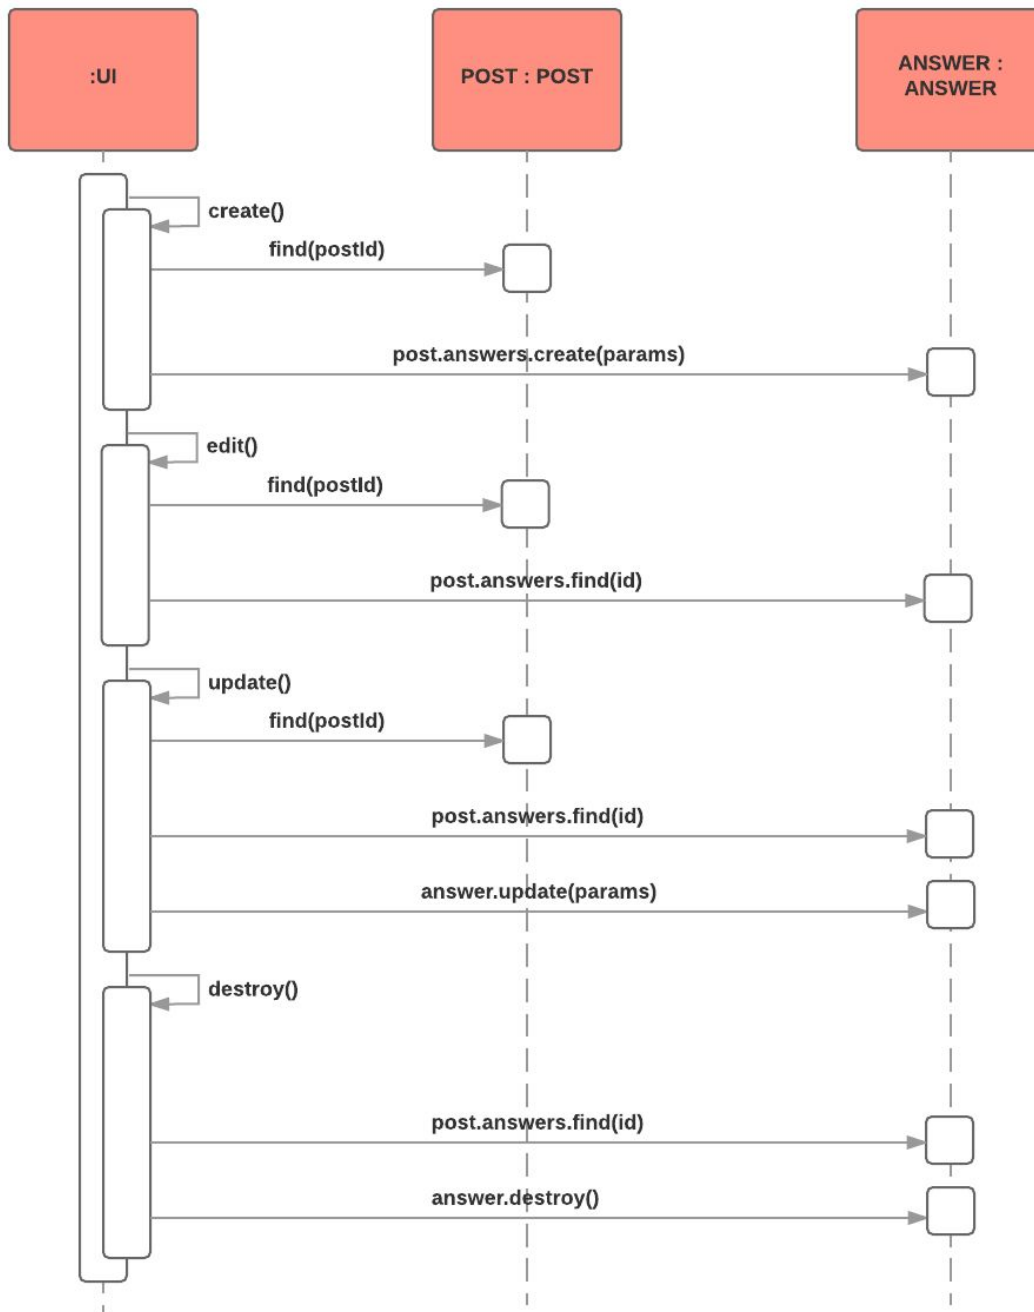 :UI
POST : POST
ANSWER :
ANSWER
create()
find(postId)
post.answers.create(params)
edit()
find(postId)
post.answers.find(id)
update()
find(postId)
post.answers.find(id)
answer.update(params)
destroy()
post.answers.find(id)
answer.destroy()